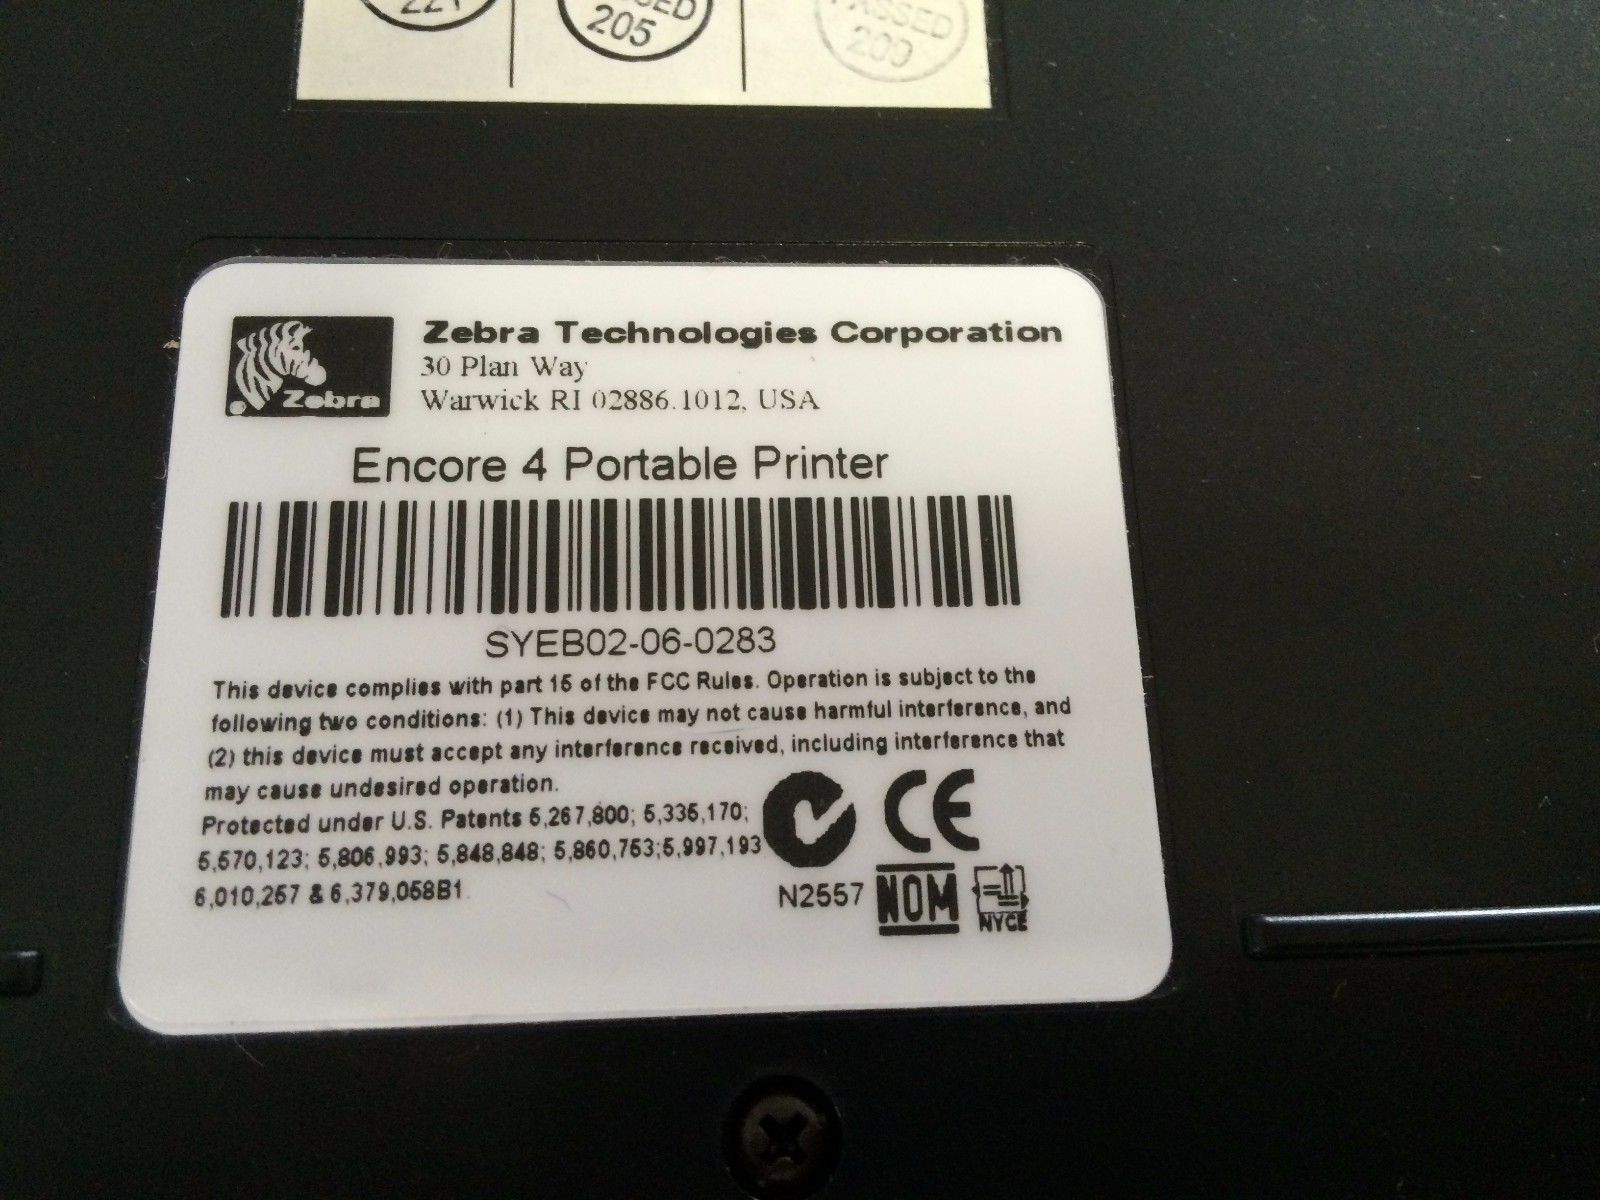 221
PASSED
205
PASSED
209
Zebra
Zebra Technologies Corporation
30 Plan Way
Warwick RI 02886.1012, USA
Encore 4 Portable Printer
SYEB02-06-0283
This device complies with part 15 of the FCC Rules. Operation is subject to the
following two conditions: (1) This device may not cause harmful interference, and
(2) this device must accept any interference received, including interference that
may cause undesired operation.
Protected under U.S. Patents 5,267,800; 5,335,170;
5,570,123; 5,806,993; 5,848,848; 5,860,753;5,997,193
6,010,257 & 6,379,058B1.
CE
N2557
NOM
NYCE